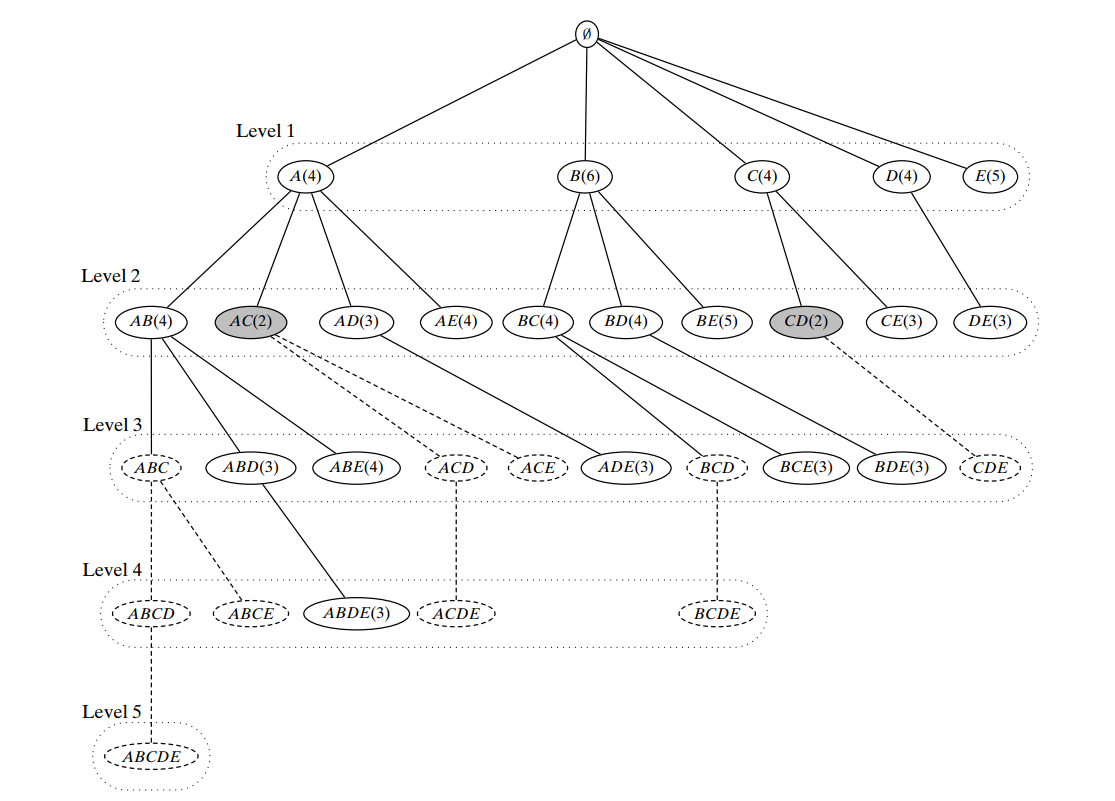 ∅
Level 1
A(4) B(6) C(4) D(4) E(5)
Level 2
AB(4) AC(2) AD(3) AE(4) BC(4) BD(4) BE(5) CD(2) CE(3) DE(3)
Level 3
ABC ABD(3) ABE(4) ACD ACE ADE(3) BCD BCE(3) BDE(3) CDE
Level 4
ABCD ABCE ABDE(3) ACDE BCDE
Level 5
ABCDE